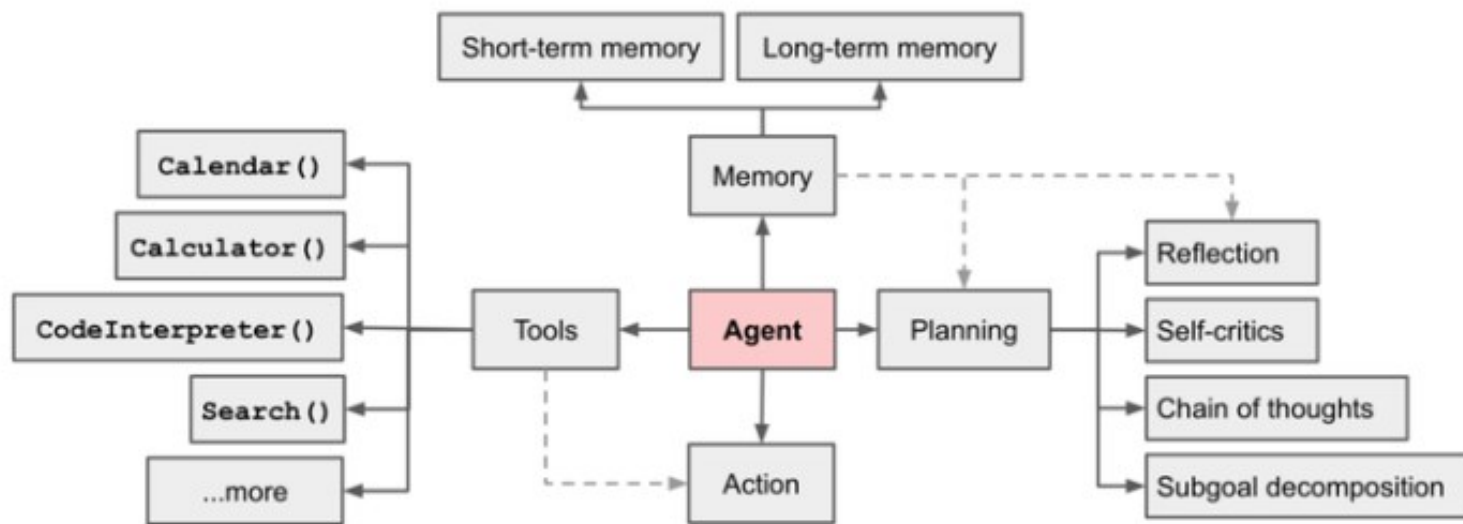 Short-term memory
Long-term memory
Calendar()
Memory
Calculator()
Reflection
CodeInterpreter()
Tools
Agent
Planning
Self-critics
Search()
Chain of thoughts
...more
Action
Subgoal decomposition